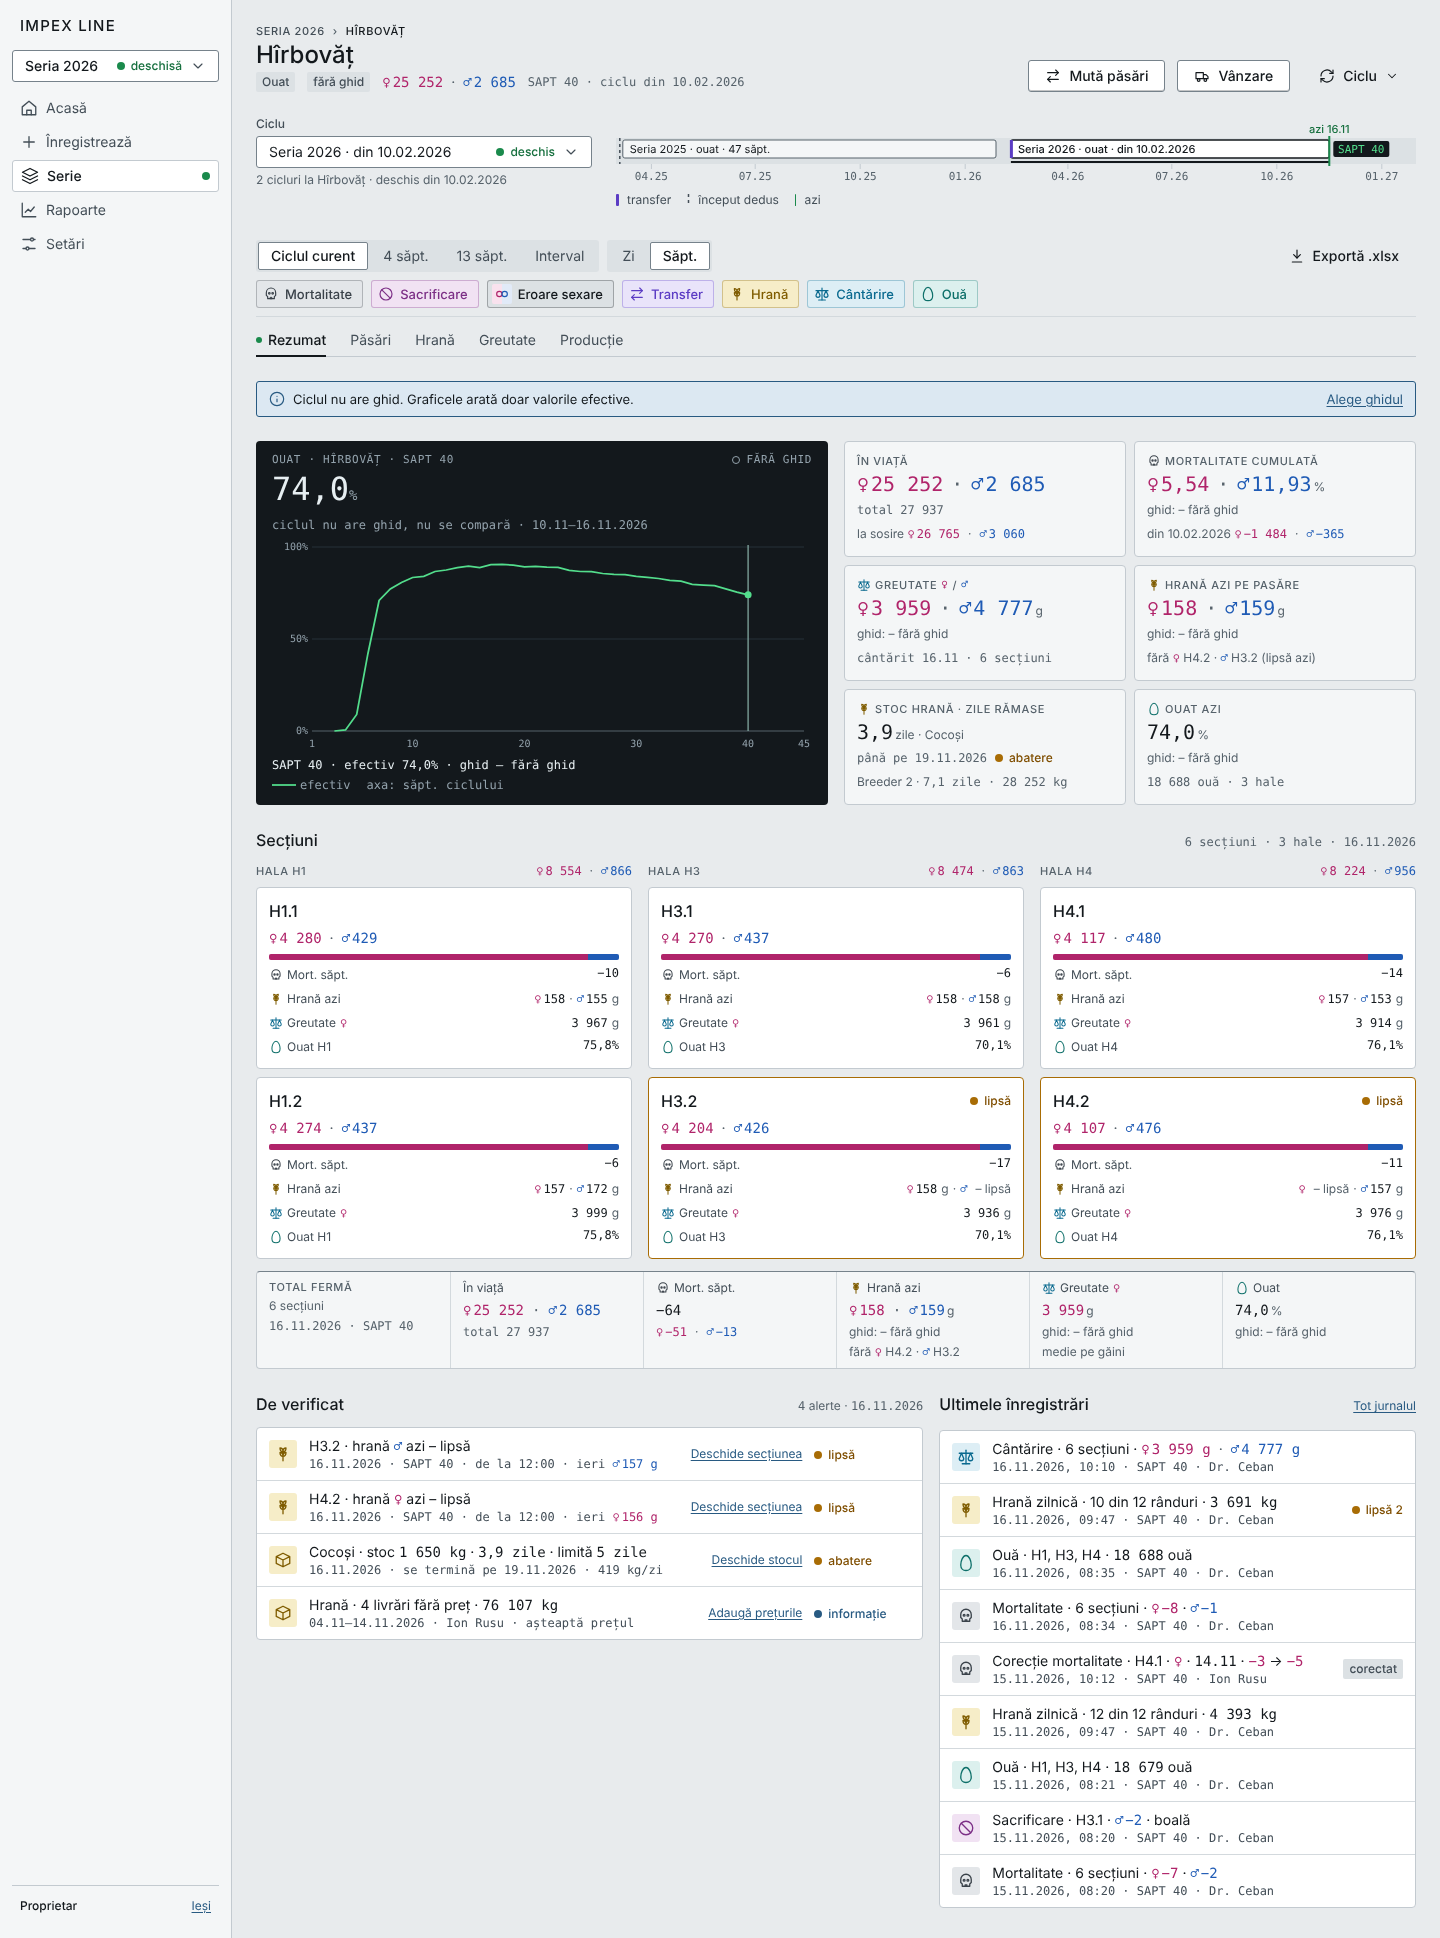 IMPEX LINE
Seria 2026 deschisă
Acasă
Înregistrează
Serie
Rapoarte
Setări
Proprietar Ieși
SERIA 2026 › HÎRBOVĂȚ
Hîrbovăț
Ouat fără ghid ♀25 252 · ♂2 685 SAPT 40 · ciclu din 10.02.2026
Mută păsări Vânzare Ciclu
Ciclu
Seria 2026 · din 10.02.2026 deschis
2 cicluri la Hîrbovăț · deschis din 10.02.2026
azi 16.11
Seria 2025 · ouat · 47 săpt. Seria 2026 · ouat · din 10.02.2026 SAPT 40
04.25 07.25 10.25 01.26 04.26 07.26 10.26 01.27
transfer început dedus azi
Ciclul curent 4 săpt. 13 săpt. Interval Zi Săpt. Exportă .xlsx
Mortalitate Sacrificare Eroare sexare Transfer Hrană Cântărire Ouă
Rezumat Păsări Hrană Greutate Producție
Ciclul nu are ghid. Graficele arată doar valorile efective. Alege ghidul
OUAT · HÎRBOVĂȚ · SAPT 40 FĂRĂ GHID
74,0%
ciclul nu are ghid, nu se compară · 10.11–16.11.2026
100%
50%
0%
1 10 20 30 40 45
SAPT 40 · efectiv 74,0% · ghid – fără ghid
efectiv axa: săpt. ciclului
ÎN VIAȚĂ
♀25 252 · ♂2 685
total 27 937
la sosire ♀26 765 · ♂3 060
MORTALITATE CUMULATĂ
♀5,54 · ♂11,93%
ghid: – fără ghid
din 10.02.2026 ♀−1 484 · ♂−365
GREUTATE ♀ / ♂
♀3 959 · ♂4 777g
ghid: – fără ghid
cântărit 16.11 · 6 secțiuni
HRANĂ AZI PE PASĂRE
♀158 · ♂159g
ghid: – fără ghid
fără ♀ H4.2 · ♂ H3.2 (lipsă azi)
STOC HRANĂ · ZILE RĂMASE
3,9 zile · Cocoși
până pe 19.11.2026 abatere
Breeder 2 · 7,1 zile · 28 252 kg
OUAT AZI
74,0%
ghid: – fără ghid
18 688 ouă · 3 hale
Secțiuni 6 secțiuni · 3 hale · 16.11.2026
HALA H1 ♀8 554 · ♂866
HALA H3 ♀8 474 · ♂863
HALA H4 ♀8 224 · ♂956
H1.1
♀4 280 · ♂429
Mort. săpt. −10
Hrană azi ♀158 · ♂155 g
Greutate ♀ 3 967 g
Ouat H1 75,8%
H3.1
♀4 270 · ♂437
Mort. săpt. −6
Hrană azi ♀158 · ♂158 g
Greutate ♀ 3 961 g
Ouat H3 70,1%
H4.1
♀4 117 · ♂480
Mort. săpt. −14
Hrană azi ♀157 · ♂153 g
Greutate ♀ 3 914 g
Ouat H4 76,1%
H1.2
♀4 274 · ♂437
Mort. săpt. −6
Hrană azi ♀157 · ♂172 g
Greutate ♀ 3 999 g
Ouat H1 75,8%
H3.2 lipsă
♀4 204 · ♂426
Mort. săpt. −17
Hrană azi ♀158 g · ♂ – lipsă
Greutate ♀ 3 936 g
Ouat H3 70,1%
H4.2 lipsă
♀4 107 · ♂476
Mort. săpt. −11
Hrană azi ♀ – lipsă · ♂157 g
Greutate ♀ 3 976 g
Ouat H4 76,1%
TOTAL FERMĂ
6 secțiuni
16.11.2026 · SAPT 40
În viață
♀25 252 · ♂2 685
total 27 937
Mort. săpt.
−64
♀−51 · ♂−13
Hrană azi
♀158 · ♂159g
ghid: – fără ghid
fără ♀ H4.2 · ♂ H3.2
Greutate ♀
3 959g
ghid: – fără ghid
medie pe găini
Ouat
74,0%
ghid: – fără ghid
De verificat 4 alerte · 16.11.2026
H3.2 · hrană ♂ azi – lipsă
16.11.2026 · SAPT 40 · de la 12:00 · ieri ♂157 g
Deschide secțiunea lipsă
H4.2 · hrană ♀ azi – lipsă
16.11.2026 · SAPT 40 · de la 12:00 · ieri ♀156 g
Deschide secțiunea lipsă
Cocoși · stoc 1 650 kg · 3,9 zile · limită 5 zile
16.11.2026 · se termină pe 19.11.2026 · 419 kg/zi
Deschide stocul abatere
Hrană · 4 livrări fără preț · 76 107 kg
04.11–14.11.2026 · Ion Rusu · așteaptă prețul
Adaugă prețurile informație
Ultimele înregistrări Tot jurnalul
Cântărire · 6 secțiuni · ♀3 959 g · ♂4 777 g
16.11.2026, 10:10 · SAPT 40 · Dr. Ceban
Hrană zilnică · 10 din 12 rânduri · 3 691 kg
16.11.2026, 09:47 · SAPT 40 · Dr. Ceban
lipsă 2
Ouă · H1, H3, H4 · 18 688 ouă
16.11.2026, 08:35 · SAPT 40 · Dr. Ceban
Mortalitate · 6 secțiuni · ♀−8 · ♂−1
16.11.2026, 08:34 · SAPT 40 · Dr. Ceban
Corecție mortalitate · H4.1 · ♀ · 14.11 · −3 → −5
15.11.2026, 10:12 · SAPT 40 · Ion Rusu
corectat
Hrană zilnică · 12 din 12 rânduri · 4 393 kg
15.11.2026, 09:47 · SAPT 40 · Dr. Ceban
Ouă · H1, H3, H4 · 18 679 ouă
15.11.2026, 08:21 · SAPT 40 · Dr. Ceban
Sacrificare · H3.1 · ♂−2 · boală
15.11.2026, 08:20 · SAPT 40 · Dr. Ceban
Mortalitate · 6 secțiuni · ♀−7 · ♂−2
15.11.2026, 08:20 · SAPT 40 · Dr. Ceban